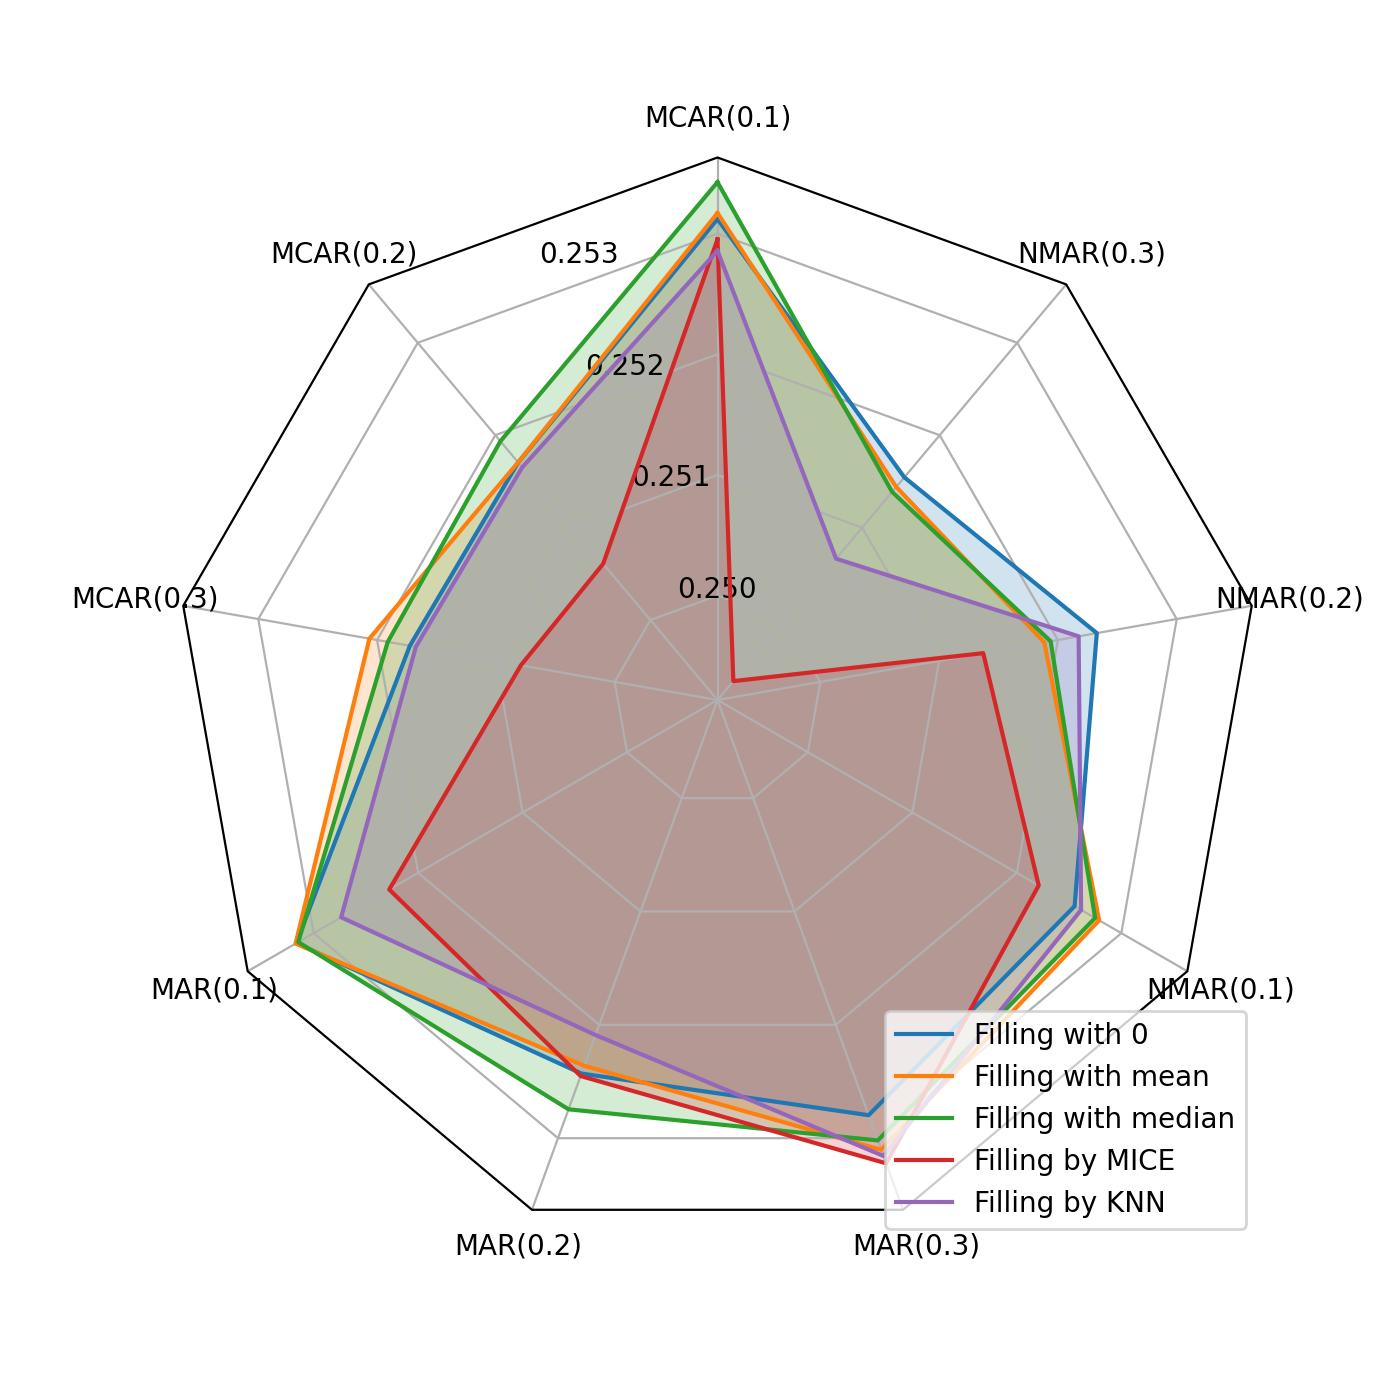 MCAR(0.1)
MCAR(0.2)
0.253
NMAR(0.3)
0.252
0.251
0.250
MCAR(0.3)
NMAR(0.2)
MAR(0.1)
NMAR(0.1)
Filling with 0
Filling with mean
Filling with median
Filling by MICE
Filling by KNN
MAR(0.2)
MAR(0.3)